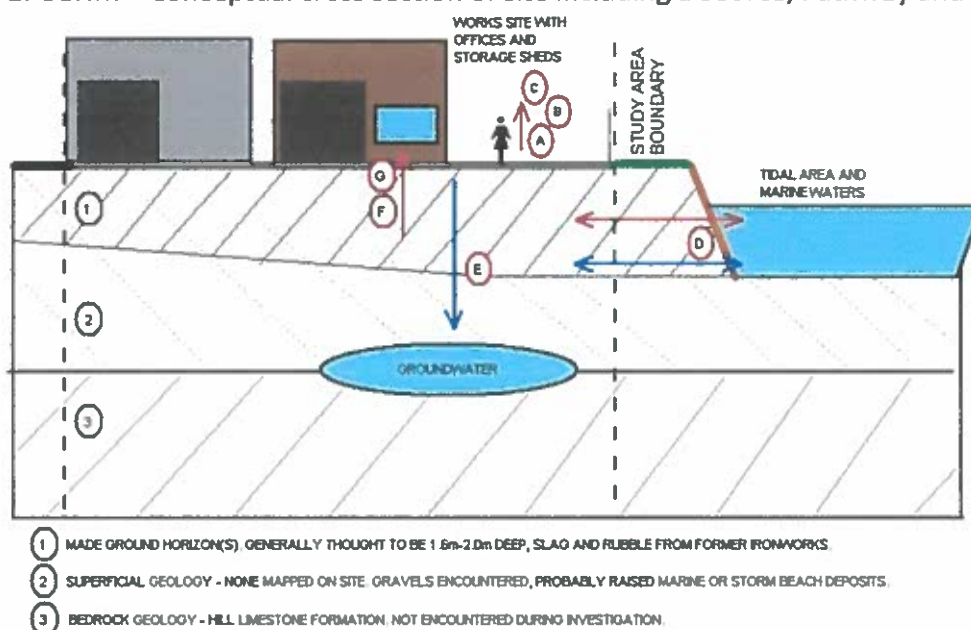 WORKS SITE WITH
OFFICES AND
STORAGE SHEDS
C
B
A
STUDY AREA
BOUNDARY
TIDAL AREA AND
MARINE WATERS
G
F
1
D
E
2
GROUNDWATER
3
1 MADE GROUND HORIZON(S). GENERALLY THOUGHT TO BE 1.6m-2.0m DEEP, SLAG AND RUBBLE FROM FORMER IRONWORKS.
2 SUPERFICIAL GEOLOGY - NONE MAPPED ON SITE. GRAVELS ENCOUNTERED, PROBABLY RAISED MARINE OR STORM BEACH DEPOSITS.
3 BEDROCK GEOLOGY - HILL LIMESTONE FORMATION. NOT ENCOUNTERED DURING INVESTIGATION.